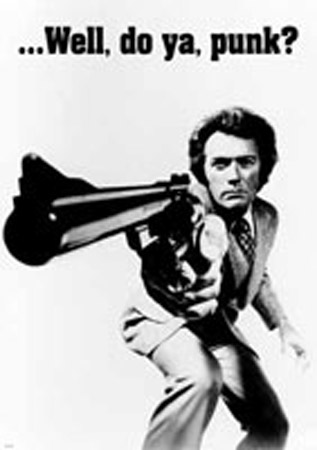 ...Well, do ya, punk?